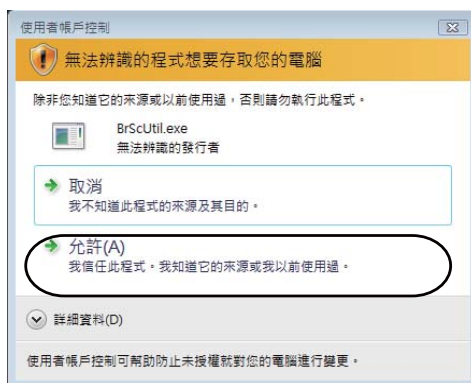 使用者帳戶控制
無法辨識的程式想要存取您的電腦
除非您知道它的來源或以前使用過，否則請勿執行此程式。
BrScUtil.exe
無法辨識的發行者
取消
我不知道此程式的來源及其目的。
允許(A)
我信任此程式。我知道它的來源或我以前使用過。
詳細資料(D)
使用者帳戶控制可幫助防止未授權就對您的電腦進行變更。